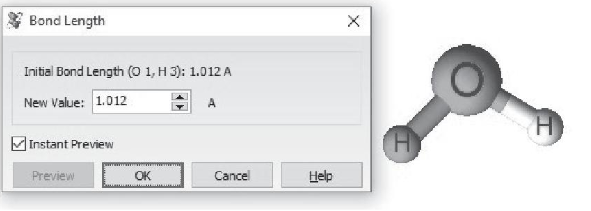 Bond Length
Initial Bond Length (O 1, H 3): 1.012 A
New Value: 1.012 A
Instant Preview
Preview OK Cancel Help
O
H H